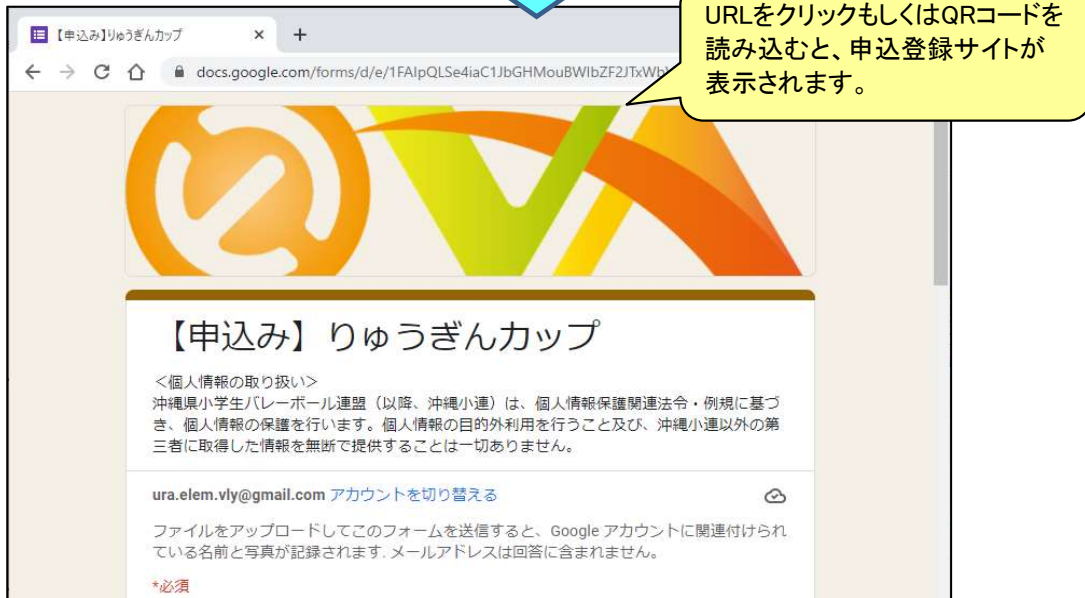 URLをクリックもしくはQRコードを
読み込むと、申込登録サイトが
表示されます。
【申込み】りゅうぎんカップ
docs.google.com/forms/d/e/1FAIpQLSe4iaC1JbGHMouBWIbZF2JTxWb
【申込み】りゅうぎんカップ
＜個人情報の取り扱い＞
沖縄県小学生バレーボール連盟（以降、沖縄小連）は、個人情報保護関連法令・例規に基づ
き、個人情報の保護を行います。個人情報の目的外利用を行うこと及び、沖縄小連以外の第
三者に取得した情報を無断で提供することは一切ありません。
ura.elem.vly@gmail.com アカウントを切り替える
ファイルをアップロードしてこのフォームを送信すると、Google アカウントに関連付けられ
ている名前と写真が記録されます. メールアドレスは回答に含まれません。
*必須